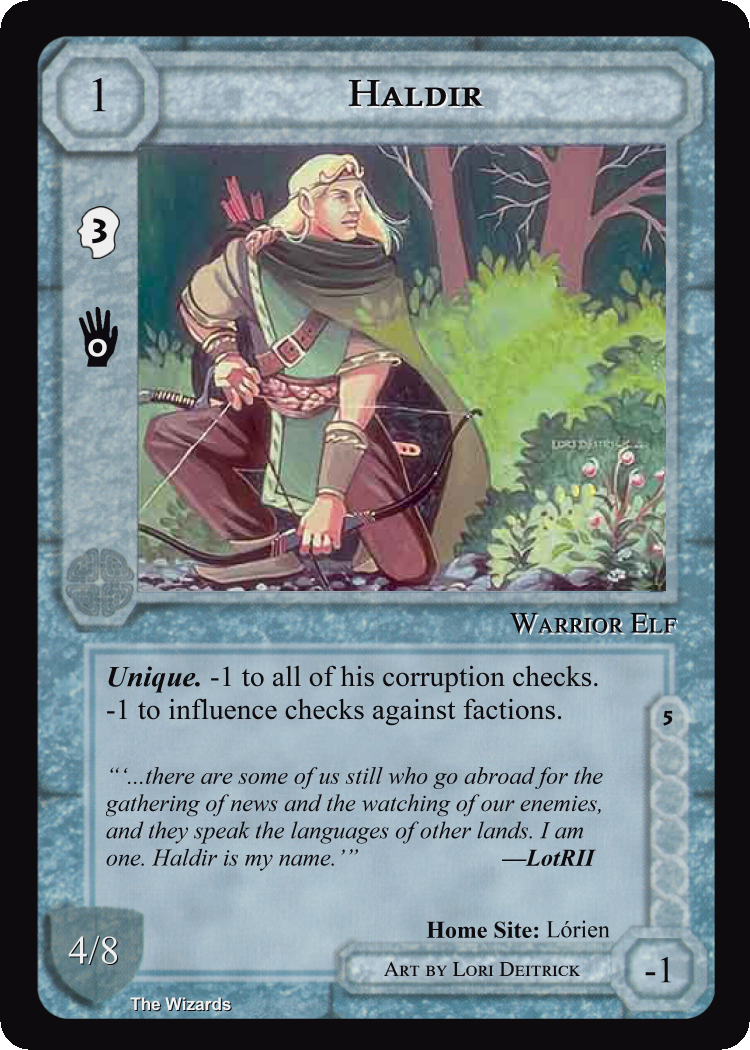 1
HALDIR
3
0
LORI DEITRICK
WARRIOR ELF
Unique. -1 to all of his corruption checks.
-1 to influence checks against factions.
5
“‘...there are some of us still who go abroad for the
gathering of news and the watching of our enemies,
and they speak the languages of other lands. I am
one. Haldir is my name.’” —LotRII
Home Site: Lórien
4/8
ART BY LORI DEITRICK
-1
The Wizards